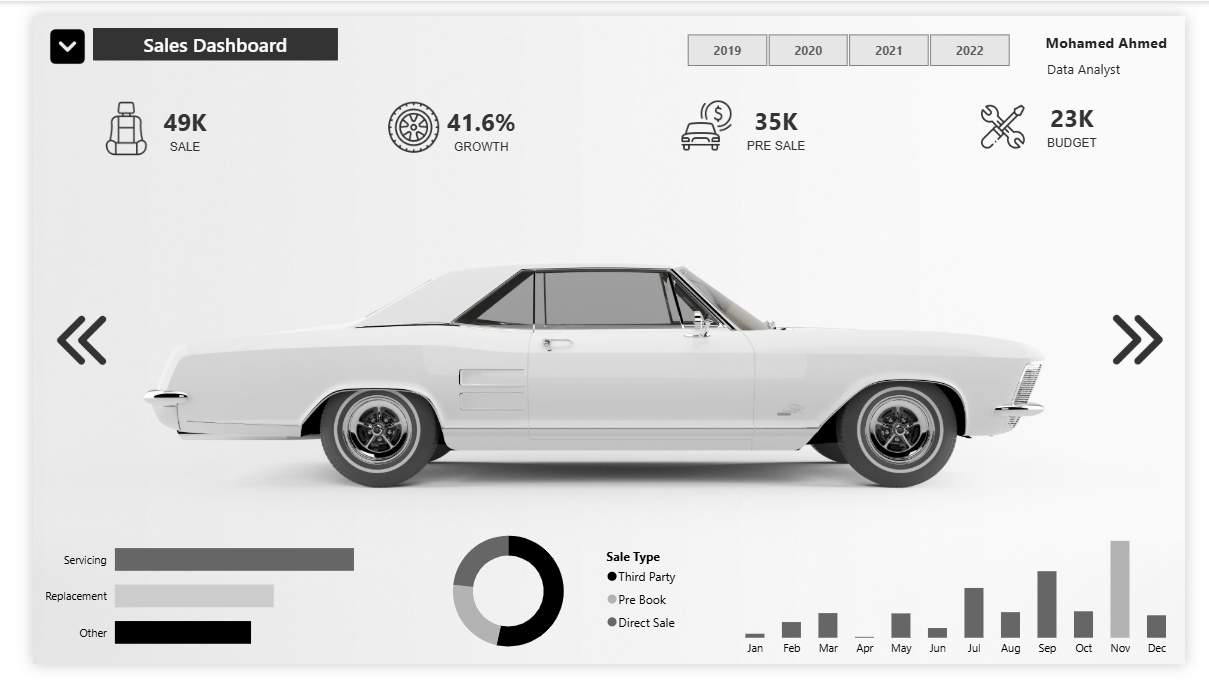 Sales Dashboard
2019
2020
2021
2022
Mohamed Ahmed
Data Analyst
49K
SALE
41.6%
GROWTH
$
35K
PRE SALE
23K
BUDGET
Servicing
Replacement
Other
Sale Type
Third Party
Pre Book
Direct Sale
Jan Feb Mar Apr May Jun Jul Aug Sep Oct Nov Dec